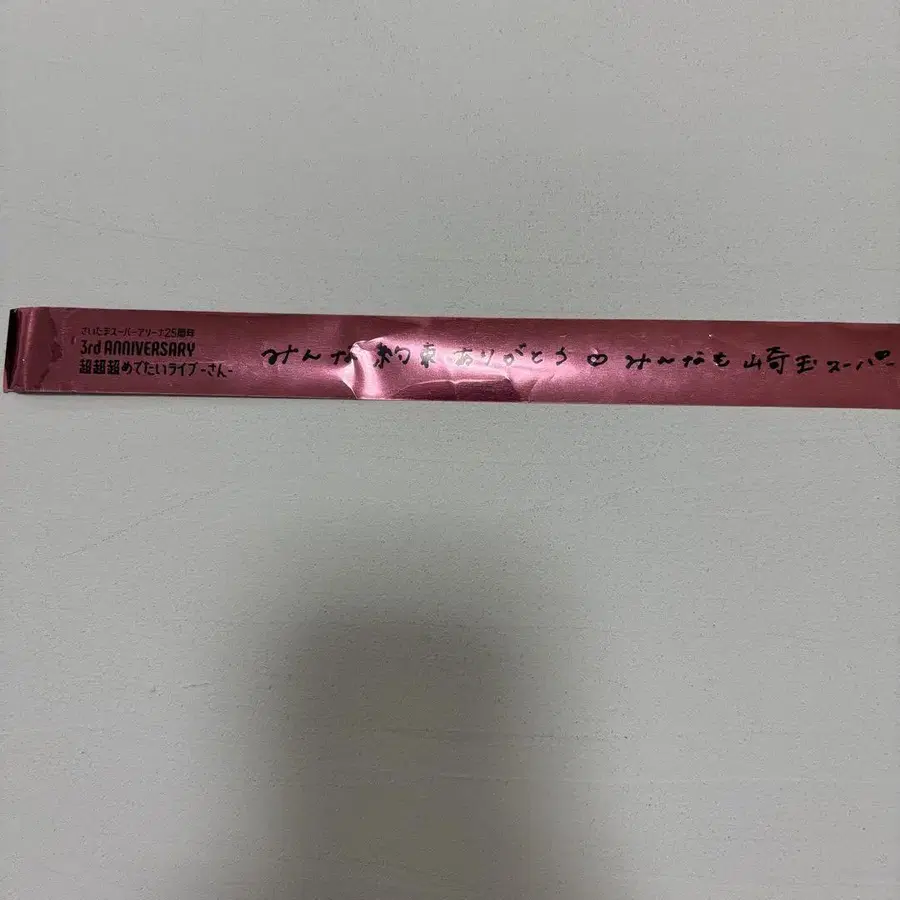 さいたまスーパーアリーナ25周年
3rd ANNIVERSARY
超超超めでたいライブ -さん-
みんな約束ありがとう♡ みんなも埼玉スーパー